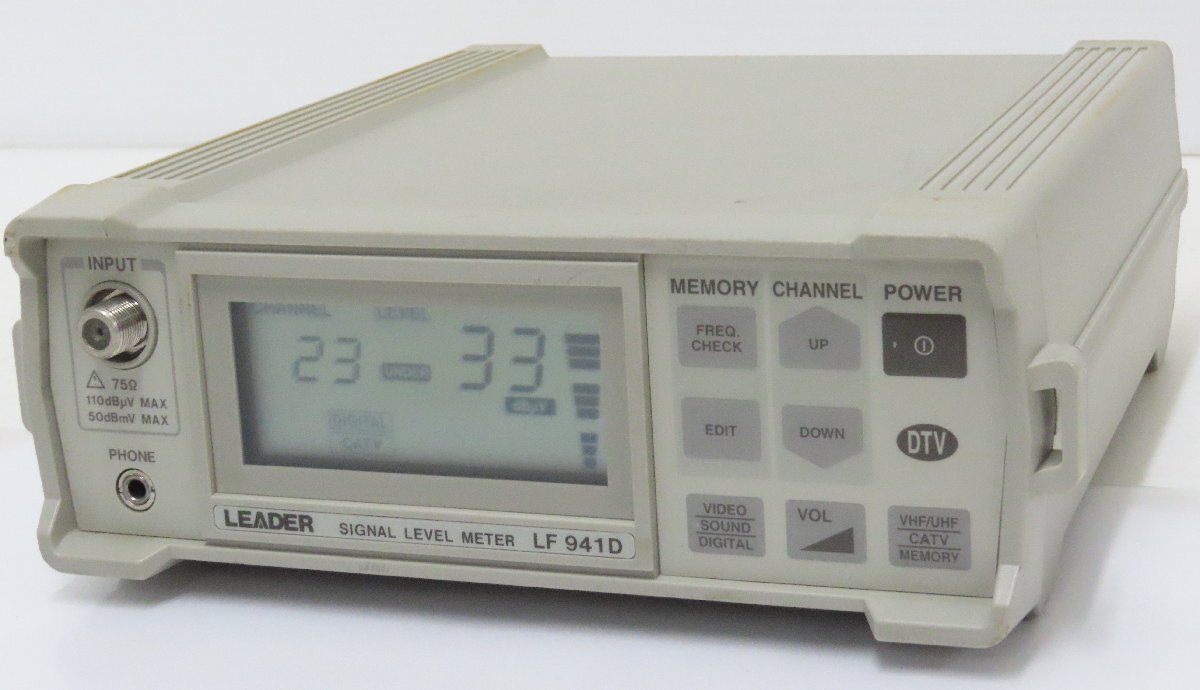 INPUT
75Ω
110dBμV MAX
50dBmV MAX
PHONE
CHANNEL LEVEL
23 UNDER 33
dBμV
DIGITAL
CATV
LEADER SIGNAL LEVEL METER LF 941D
MEMORY CHANNEL POWER
FREQ.
CHECK
UP
EDIT
DOWN
DTV
VIDEO
SOUND
DIGITAL
VOL
VHF/UHF
CATV
MEMORY